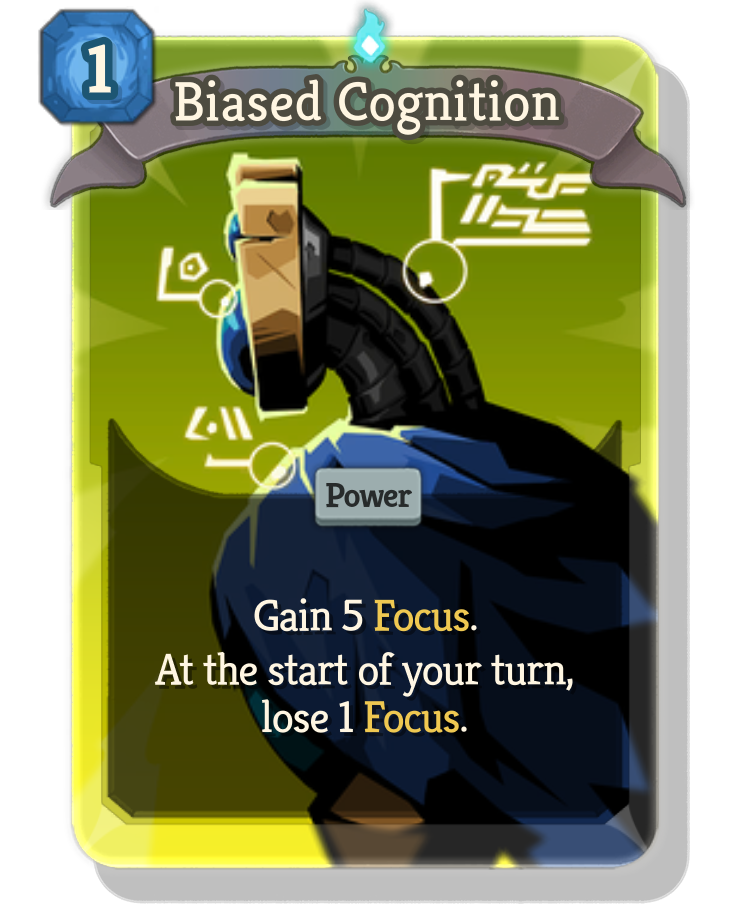 1
Biased Cognition
Power
Gain 5 Focus.
At the start of your turn,
lose 1 Focus.